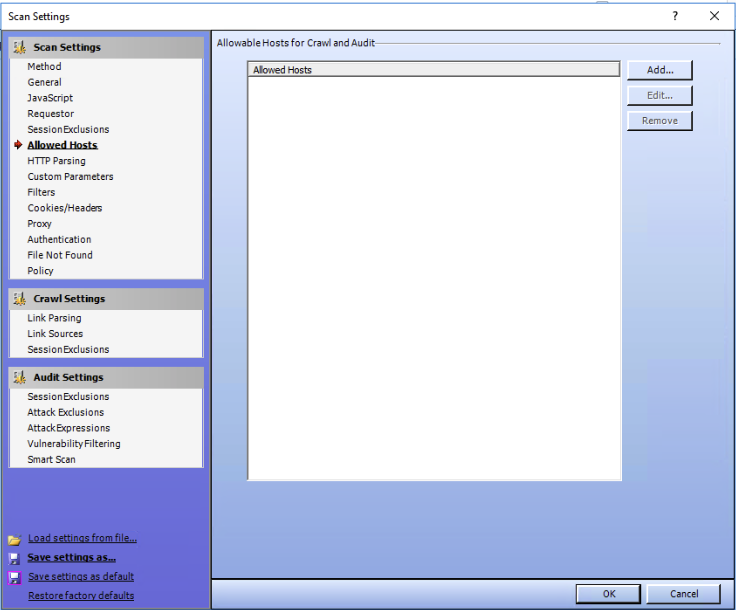 Scan Settings
?
Scan Settings
Method
General
JavaScript
Requestor
Session Exclusions
Allowed Hosts
HTTP Parsing
Custom Parameters
Filters
Cookies/Headers
Proxy
Authentication
File Not Found
Policy
Crawl Settings
Link Parsing
Link Sources
Session Exclusions
Audit Settings
Session Exclusions
Attack Exclusions
Attack Expressions
Vulnerability Filtering
Smart Scan
Load settings from file...
Save settings as...
Save settings as default
Restore factory defaults
Allowable Hosts for Crawl and Audit
Allowed Hosts
Add...
Edit...
Remove
OK
Cancel